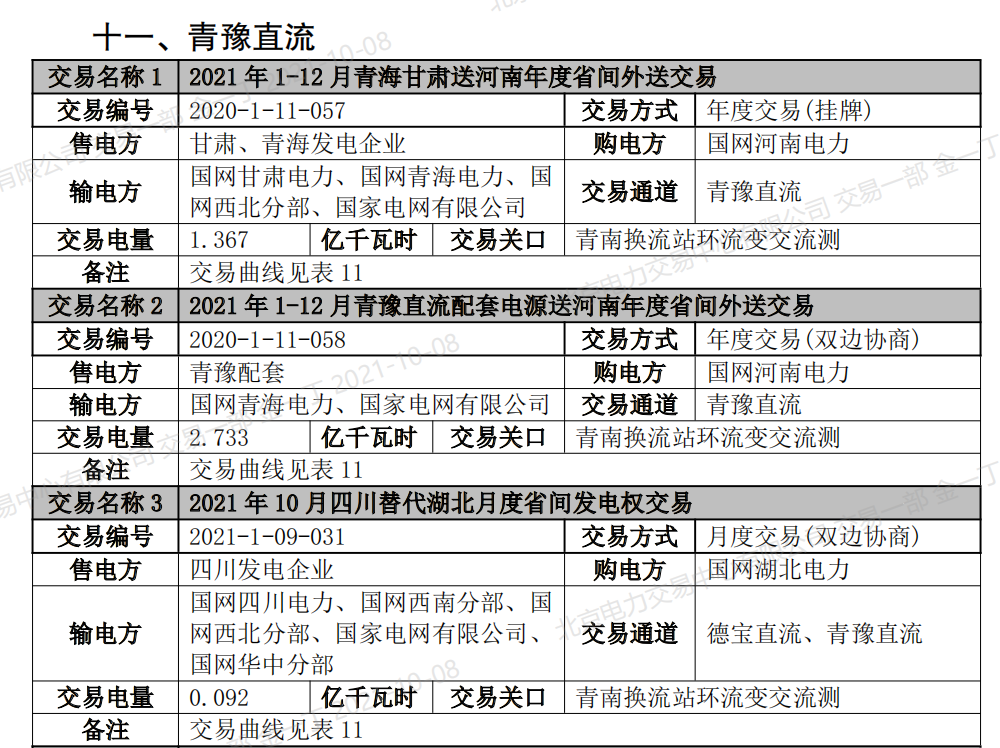 十一、青豫直流
交易名称 1 2021 年 1-12 月青海甘肃送河南年度省间外送交易
交易编号 2020-1-11-057 交易方式 年度交易(挂牌)
售电方 甘肃、青海发电企业 购电方 国网河南电力
输电方 国网甘肃电力、国网青海电力、国
网西北分部、国家电网有限公司 交易通道 青豫直流
交易电量 1.367 亿千瓦时 交易关口 青南换流站环流变交流测
备注 交易曲线见表 11
交易名称 2 2021 年 1-12 月青豫直流配套电源送河南年度省间外送交易
交易编号 2020-1-11-058 交易方式 年度交易(双边协商)
售电方 青豫配套 购电方 国网河南电力
输电方 国网青海电力、国家电网有限公司 交易通道 青豫直流
交易电量 2.733 亿千瓦时 交易关口 青南换流站环流变交流测
备注 交易曲线见表 11
交易名称 3 2021 年 10 月四川替代湖北月度省间发电权交易
交易编号 2021-1-09-031 交易方式 月度交易(双边协商)
售电方 四川发电企业 购电方 国网湖北电力
输电方 国网四川电力、国网西南分部、国
网西北分部、国家电网有限公司、
国网华中分部 交易通道 德宝直流、青豫直流
交易电量 0.092 亿千瓦时 交易关口 青南换流站环流变交流测
备注 交易曲线见表 11